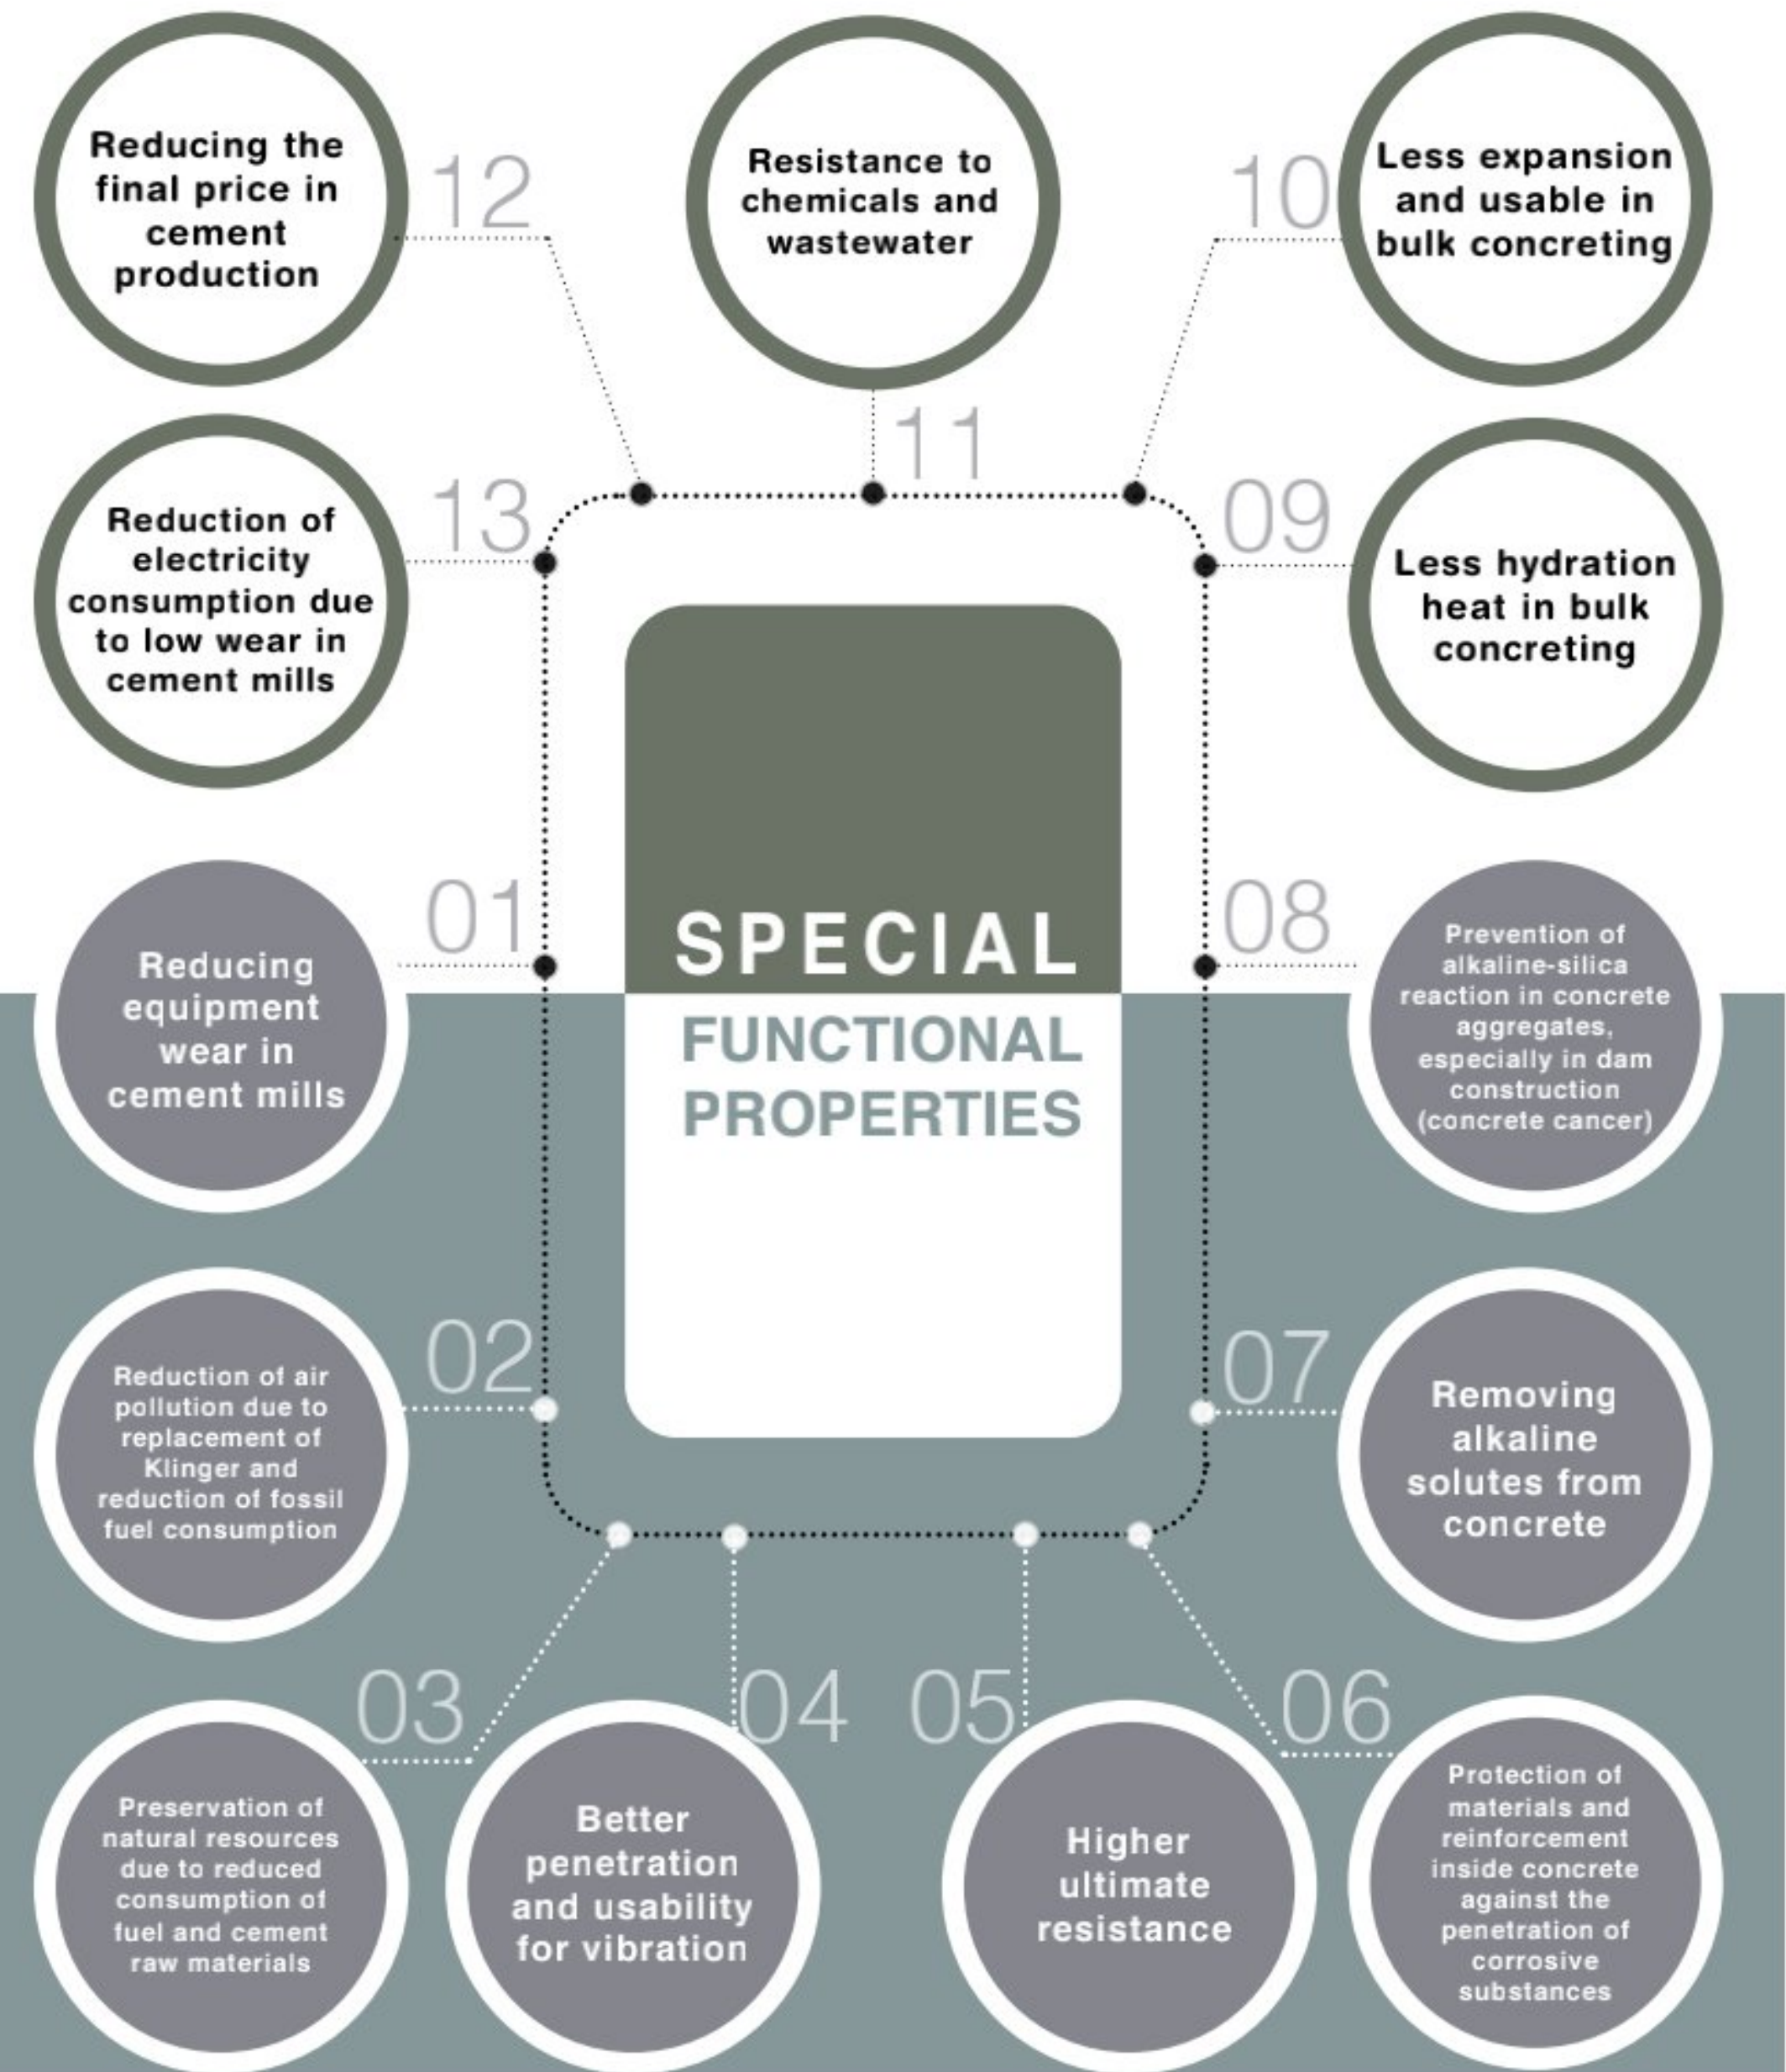 Reducing the
final price in
cement
production
12
Resistance to
chemicals and
wastewater
11
10
Less expansion
and usable in
bulk concreting
Reduction of
electricity
consumption due
to low wear in
cement mills
13
09
Less hydration
heat in bulk
concreting
SPECIAL
FUNCTIONAL
PROPERTIES
01
Reducing
equipment
wear in
cement mills
08
Prevention of
alkaline-silica
reaction in concrete
aggregates,
especially in dam
construction
(concrete cancer)
02
Reduction of air
pollution due to
replacement of
Klinger and
reduction of fossil
fuel consumption
07
Removing
alkaline
solutes from
concrete
03
Preservation of
natural resources
due to reduced
consumption of
fuel and cement
raw materials
04
Better
penetration
and usability
for vibration
05
Higher
ultimate
resistance
06
Protection of
materials and
reinforcement
inside concrete
against the
penetration of
corrosive
substances